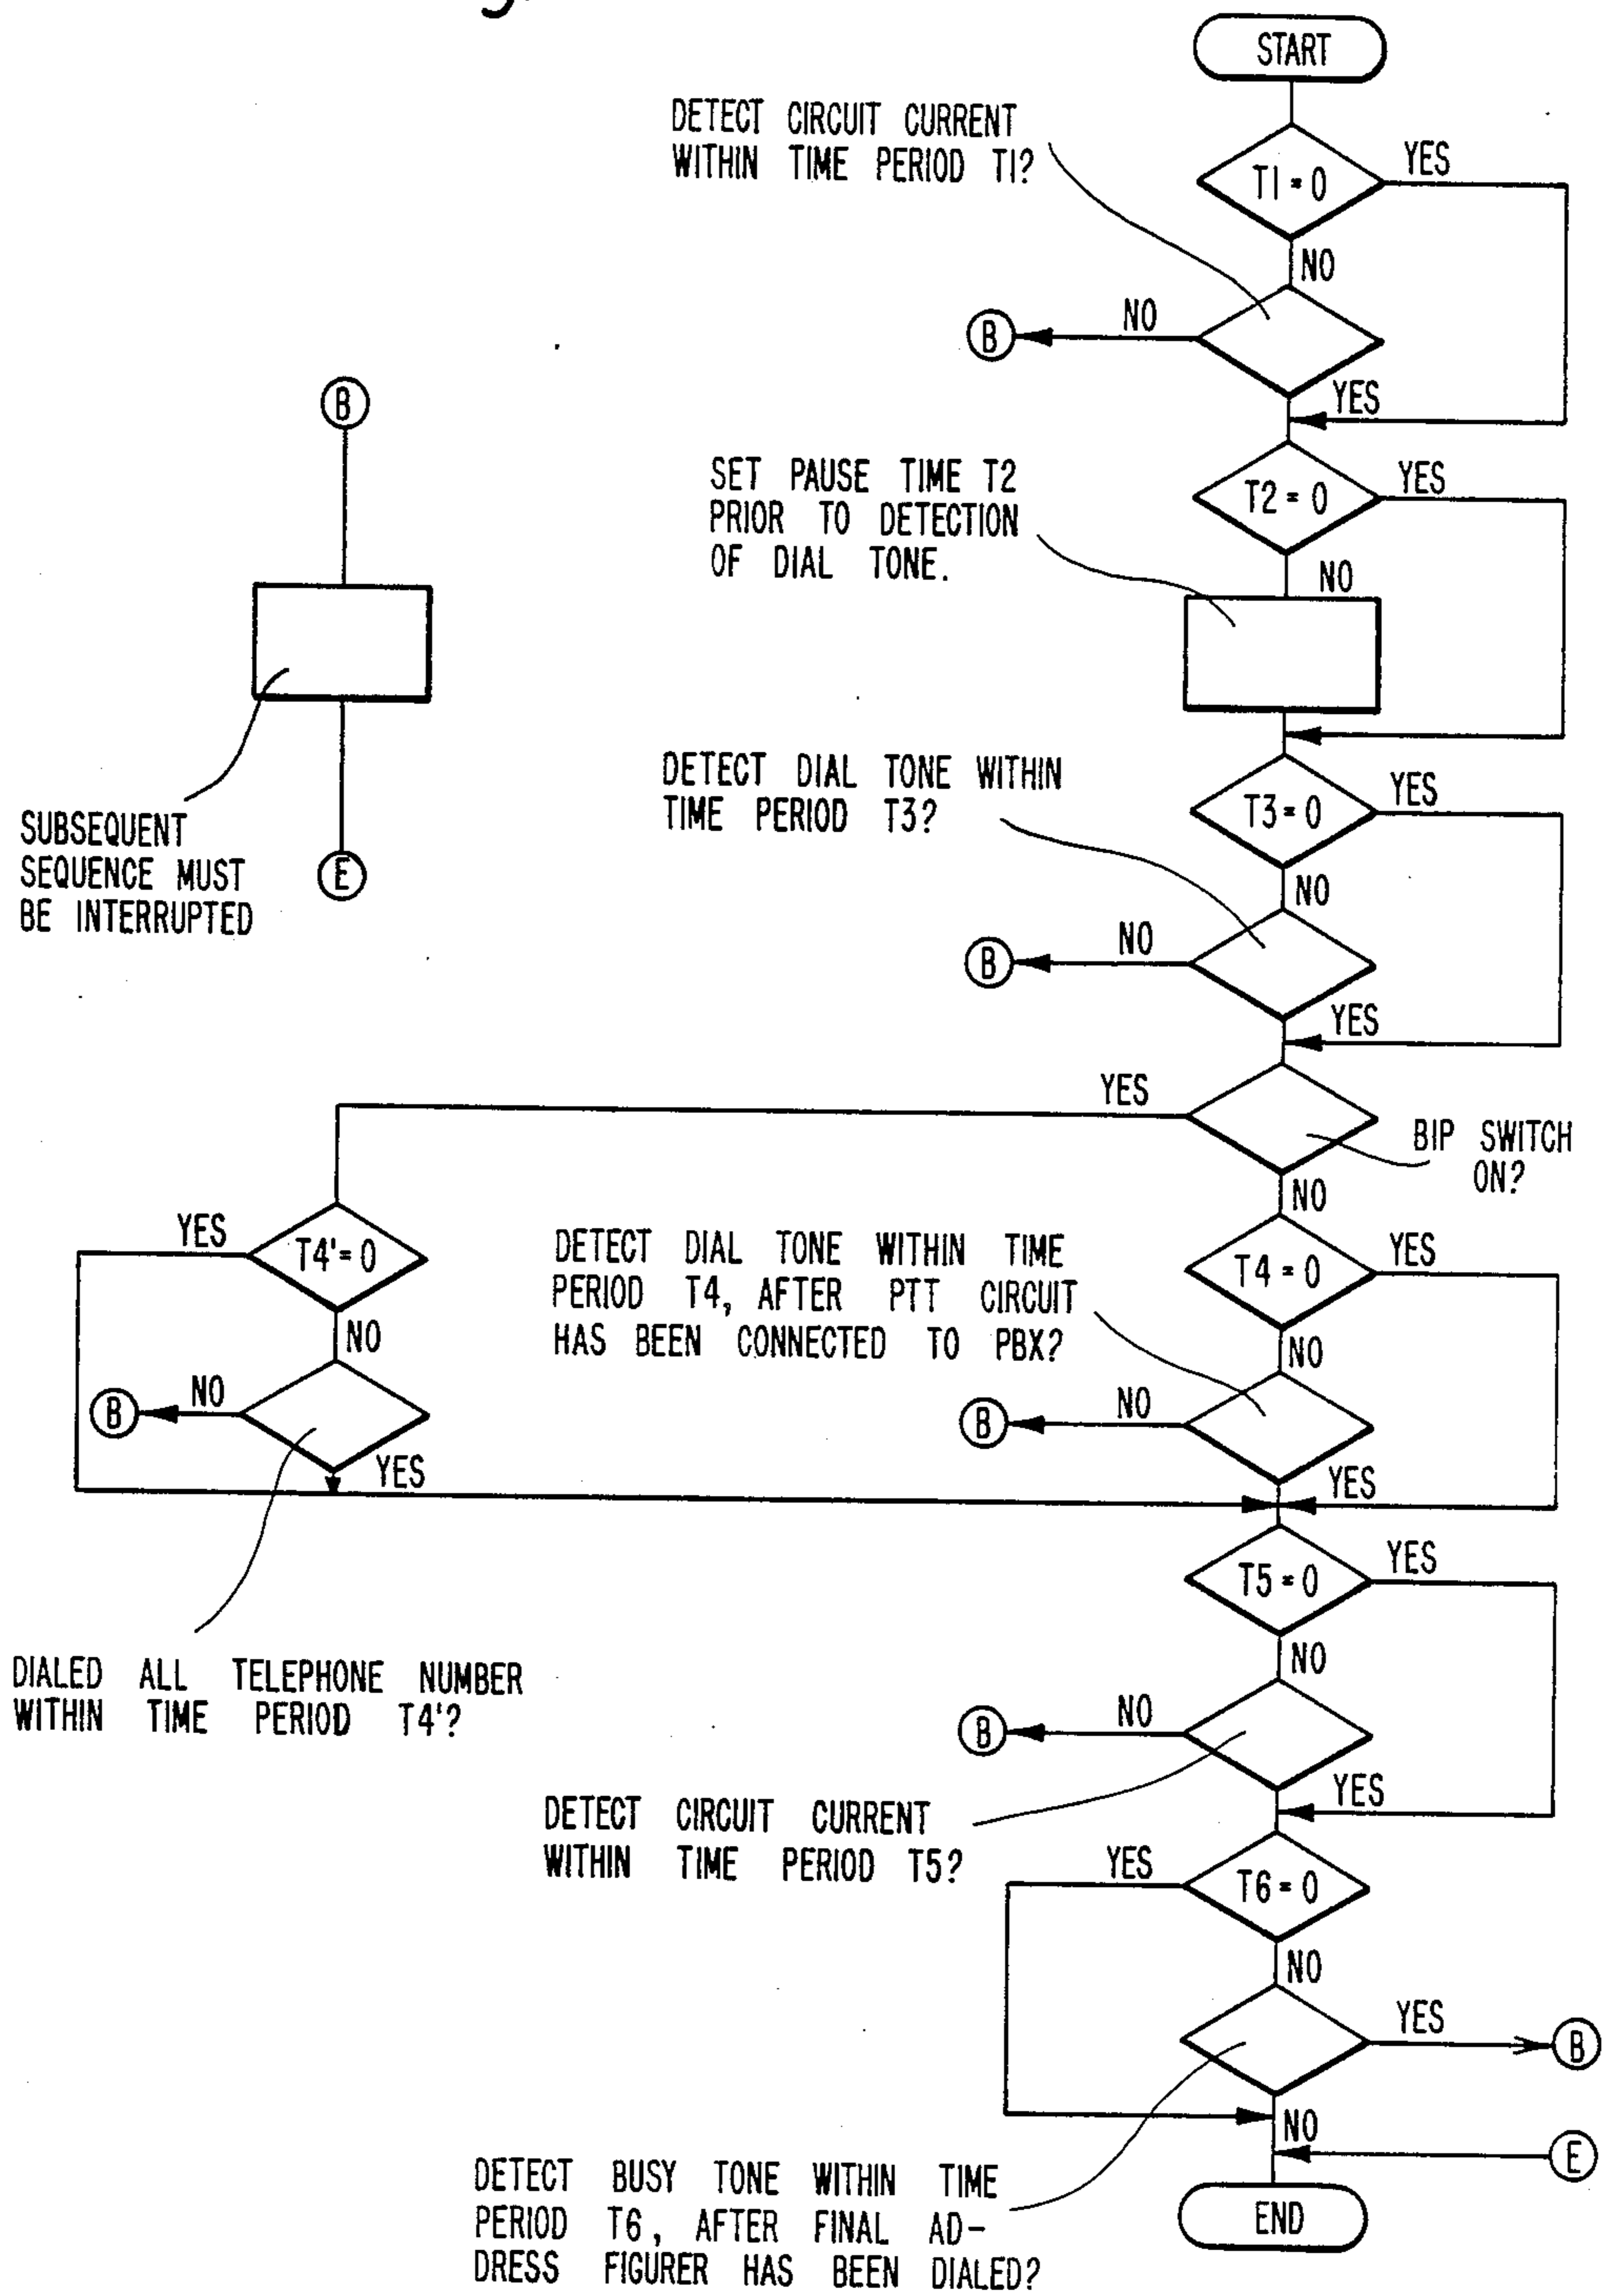 START
DETECT CIRCUIT CURRENT
WITHIN TIME PERIOD T1?
T1 = 0
YES
NO
NO
B
YES
B
SET PAUSE TIME T2
PRIOR TO DETECTION
OF DIAL TONE.
T2 = 0
YES
NO
SUBSEQUENT
SEQUENCE MUST
BE INTERRUPTED
E
DETECT DIAL TONE WITHIN
TIME PERIOD T3?
T3 = 0
YES
NO
NO
B
YES
YES
BIP SWITCH
ON?
NO
YES
T4' = 0
NO
NO
B
YES
DETECT DIAL TONE WITHIN TIME
PERIOD T4, AFTER PTT CIRCUIT
HAS BEEN CONNECTED TO PBX?
T4 = 0
YES
NO
NO
B
YES
T5 = 0
YES
NO
DIALED ALL TELEPHONE NUMBER
WITHIN TIME PERIOD T4'?
NO
B
YES
DETECT CIRCUIT CURRENT
WITHIN TIME PERIOD T5?
YES
T6 = 0
NO
YES
B
NO
E
DETECT BUSY TONE WITHIN TIME
PERIOD T6, AFTER FINAL AD-
DRESS FIGURER HAS BEEN DIALED?
END